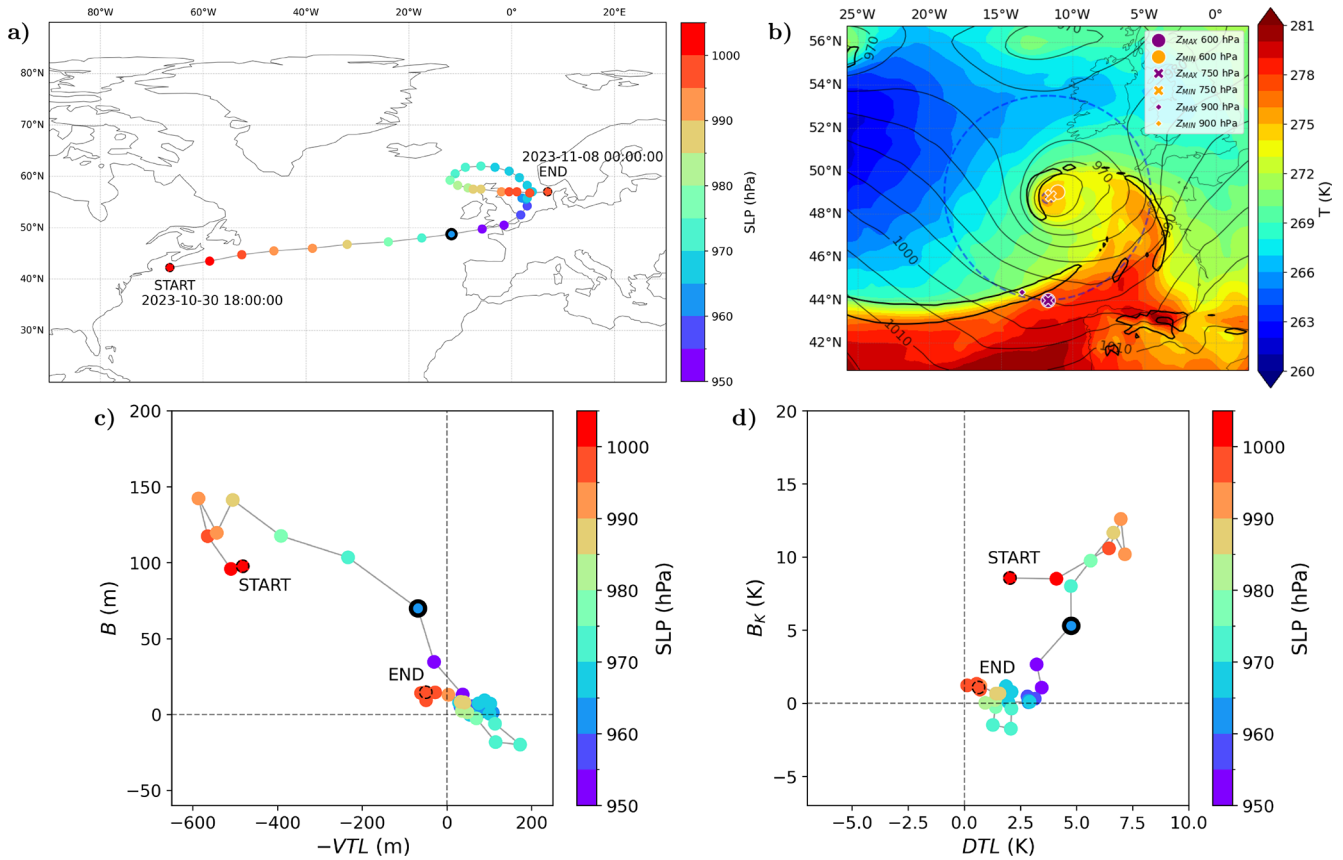 a)
80°W 60°W 40°W 20°W 0° 20°E
80°N
70°N
60°N
50°N
40°N
30°N
START
2023-10-30 18:00:00
2023-11-08 00:00:00
END
1000
990
980
970
960
950
SLP (hPa)
b)
25°W 20°W 15°W 10°W 5°W 0°
56°N
54°N
52°N
50°N
48°N
46°N
44°N
42°N
970
970
970
960
1000
1010
1010
Z_MAX 600 hPa
Z_MIN 600 hPa
Z_MAX 750 hPa
Z_MIN 750 hPa
Z_MAX 900 hPa
Z_MIN 900 hPa
281
278
275
272
270
267
263
260
T (K)
c)
200
150
100
50
0
−50
B (m)
START
END
−600 −400 −200 0 200
−VTL (m)
1000
990
980
970
960
950
SLP (hPa)
d)
20
15
10
5
0
−5
B_K (K)
START
END
−5.0 −2.5 0.0 2.5 5.0 7.5 10.0
DTL (K)
1000
990
980
970
960
950
SLP (hPa)